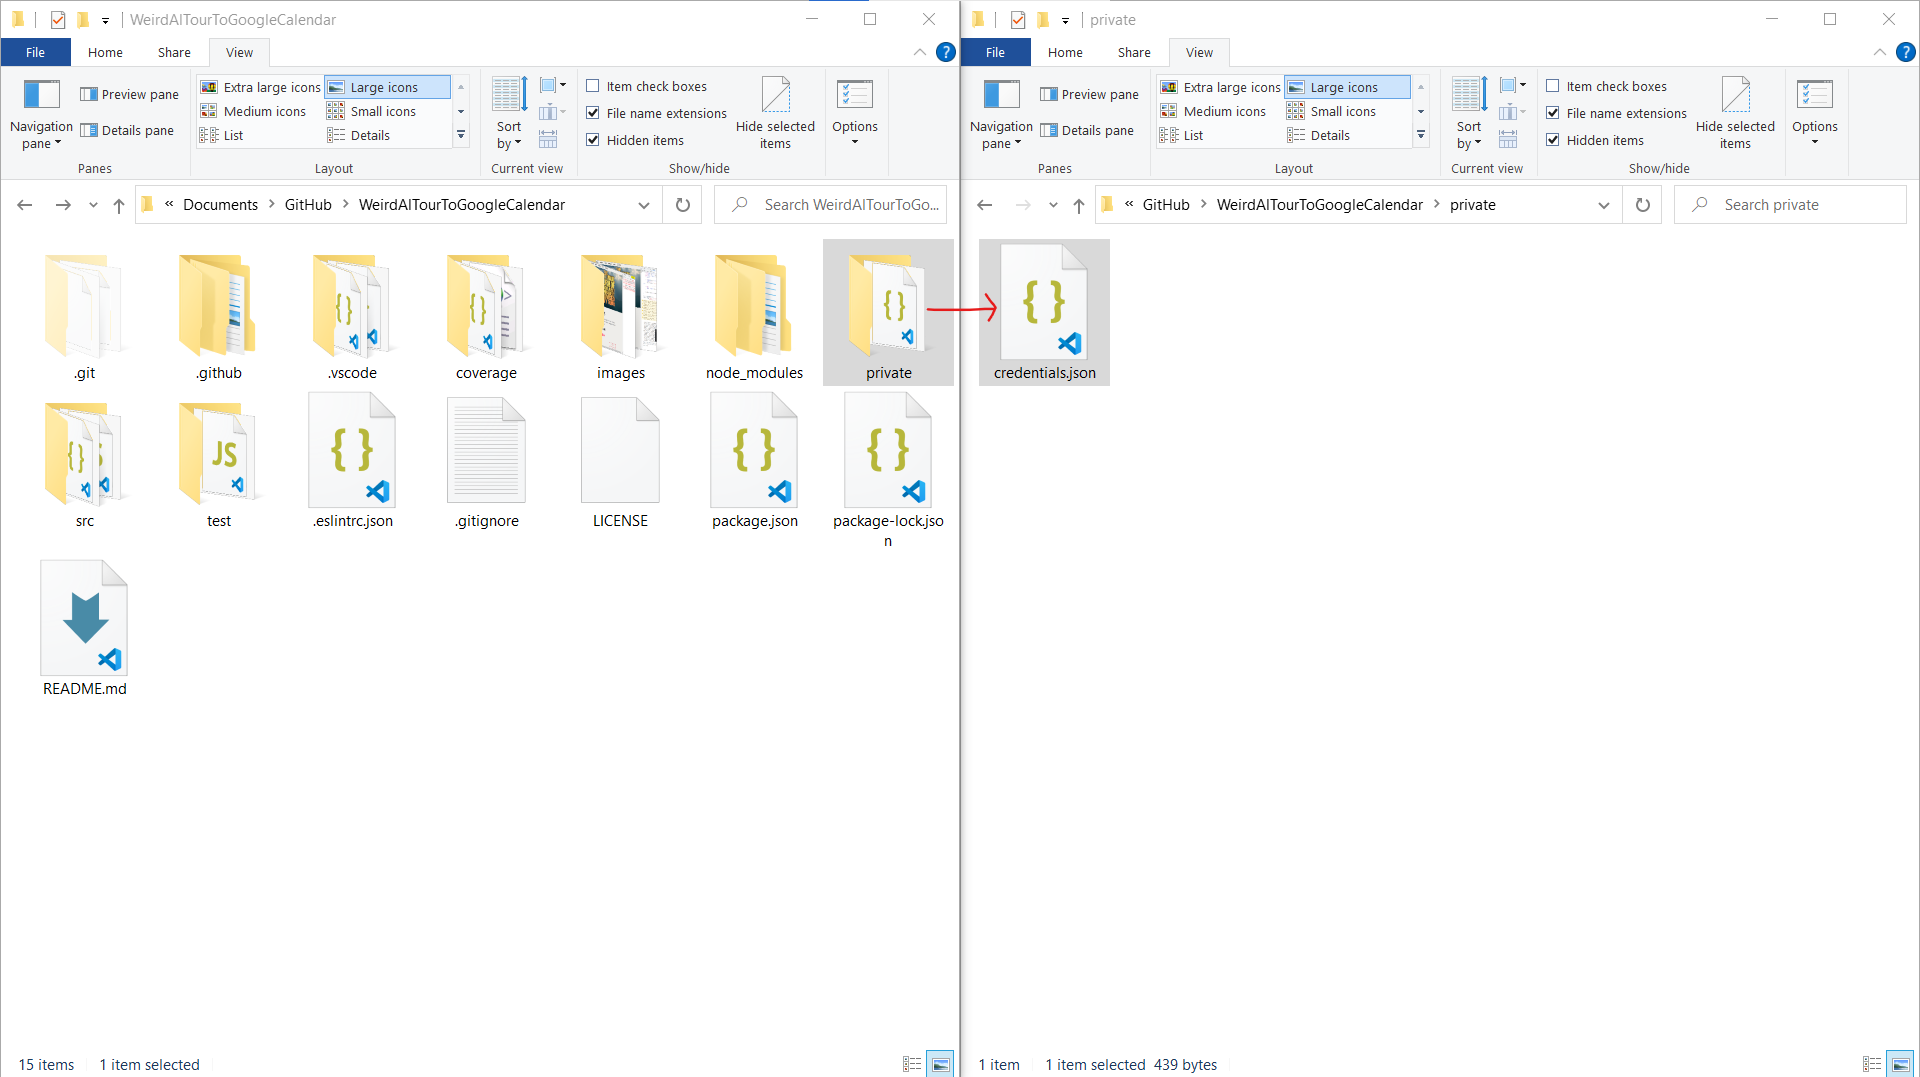 WeirdAlTourToGoogleCalendar
File Home Share View
Preview pane
Details pane
Navigation pane
Panes
Extra large icons Large icons
Medium icons Small icons
List Details
Layout
Sort by
Current view
Item check boxes
File name extensions
Hidden items
Hide selected items
Show/hide
Options
« Documents > GitHub > WeirdAlTourToGoogleCalendar
Search WeirdAlTourToGo...
.git .github .vscode coverage images node_modules private
JS
src test .eslintrc.json .gitignore LICENSE package.json package-lock.jso
n
README.md
15 items 1 item selected
private
File Home Share View
Preview pane
Details pane
Navigation pane
Panes
Extra large icons Large icons
Medium icons Small icons
List Details
Layout
Sort by
Current view
Item check boxes
File name extensions
Hidden items
Hide selected items
Show/hide
Options
« GitHub > WeirdAlTourToGoogleCalendar > private
Search private
credentials.json
1 item 1 item selected 439 bytes